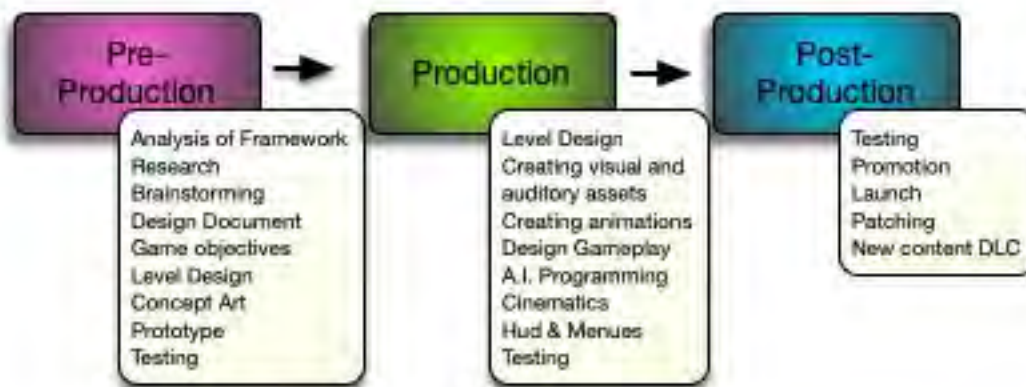 Pre-
Production
Analysis of Framework
Research
Brainstorming
Design Document
Game objectives
Level Design
Concept Art
Prototype
Testing
Production
Level Design
Creating visual and
auditory assets
Creating animations
Design Gameplay
A.I. Programming
Cinematics
Hud & Menues
Testing
Post-
Production
Testing
Promotion
Launch
Patching
New content DLC